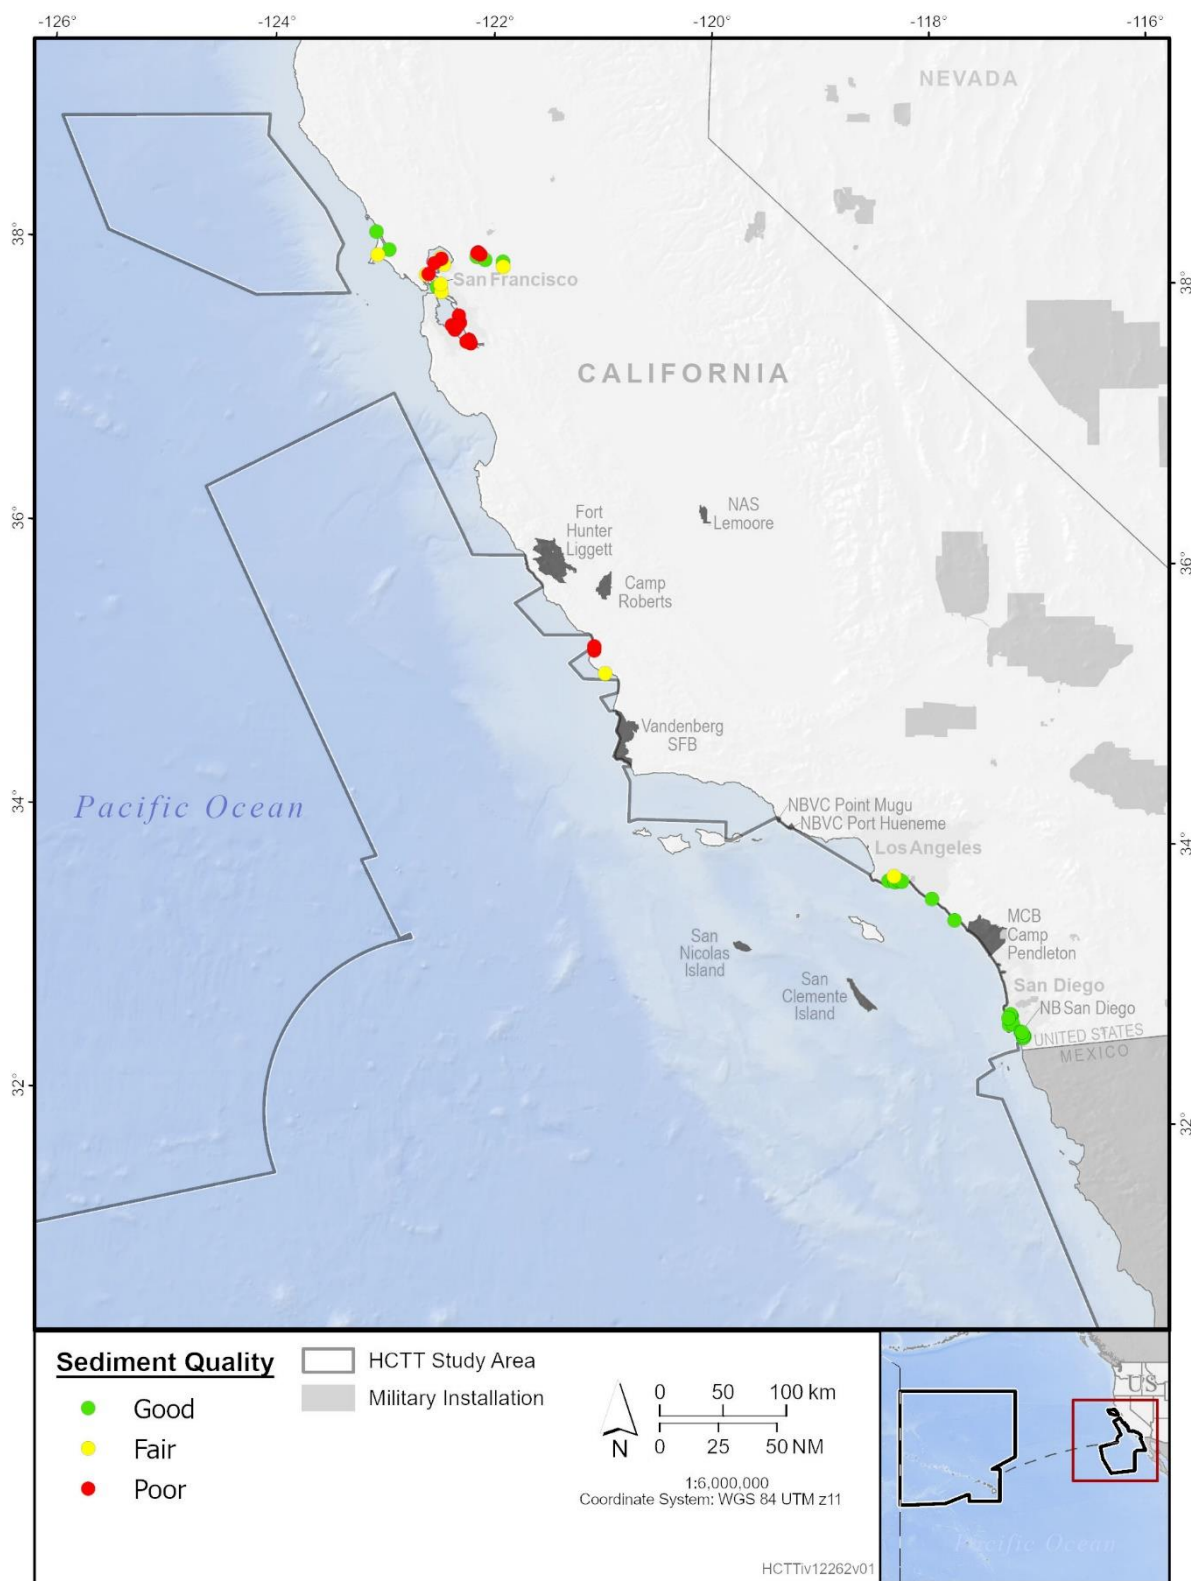 -126°
-124°
-122°
-120°
-118°
-116°
NEVADA
38°
San Francisco
38°
CALIFORNIA
36°
NAS
Lemoore
Fort
Hunter
Liggett
36°
Camp
Roberts
Vandenberg
SFB
Pacific Ocean
34°
NBVC Point Mugu
NBVC Port Hueneme
Los Angeles
34°
MCB
Camp
Pendleton
San
Nicolas
Island
San
Clemente
Island
San Diego
NB San Diego
UNITED STATES
MEXICO
32°
32°
Sediment Quality
Good
Fair
Poor
HCTT Study Area
Military Installation
N
0 50 100 km
0 25 50 NM
1:6,000,000
Coordinate System: WGS 84 UTM z11
HCTTiv12262v01
US
Pacific Ocean